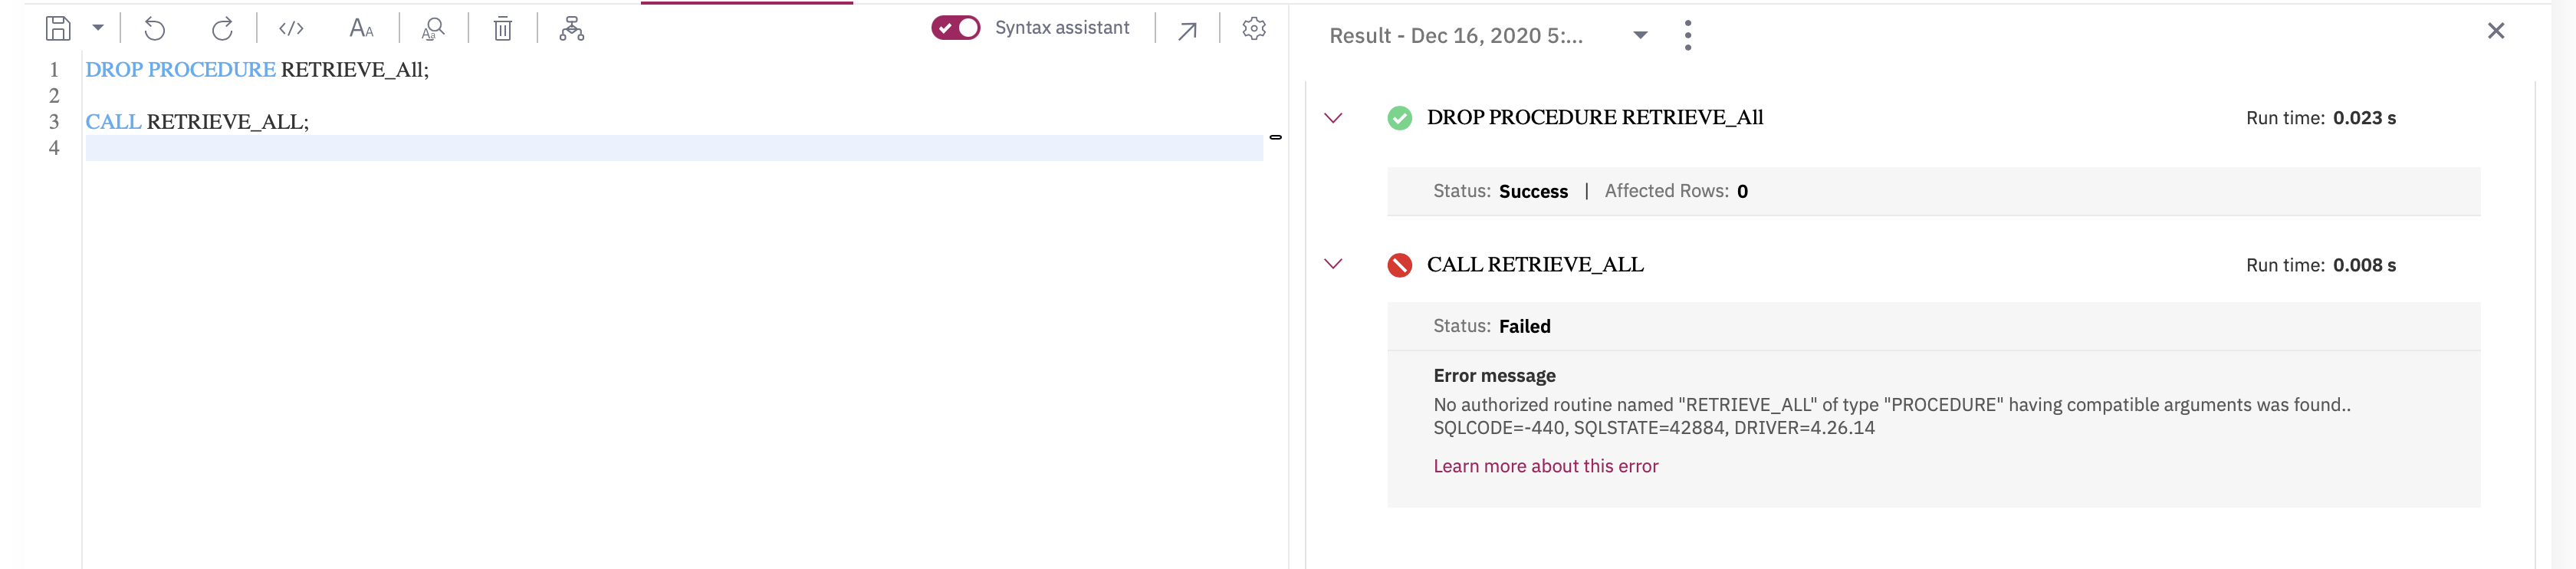 Syntax assistant
1 DROP PROCEDURE RETRIEVE_All;
2
3 CALL RETRIEVE_ALL;
4
Result - Dec 16, 2020 5:...
DROP PROCEDURE RETRIEVE_All Run time: 0.023 s
Status: Success | Affected Rows: 0
CALL RETRIEVE_ALL Run time: 0.008 s
Status: Failed
Error message
No authorized routine named "RETRIEVE_ALL" of type "PROCEDURE" having compatible arguments was found..
SQLCODE=-440, SQLSTATE=42884, DRIVER=4.26.14
Learn more about this error